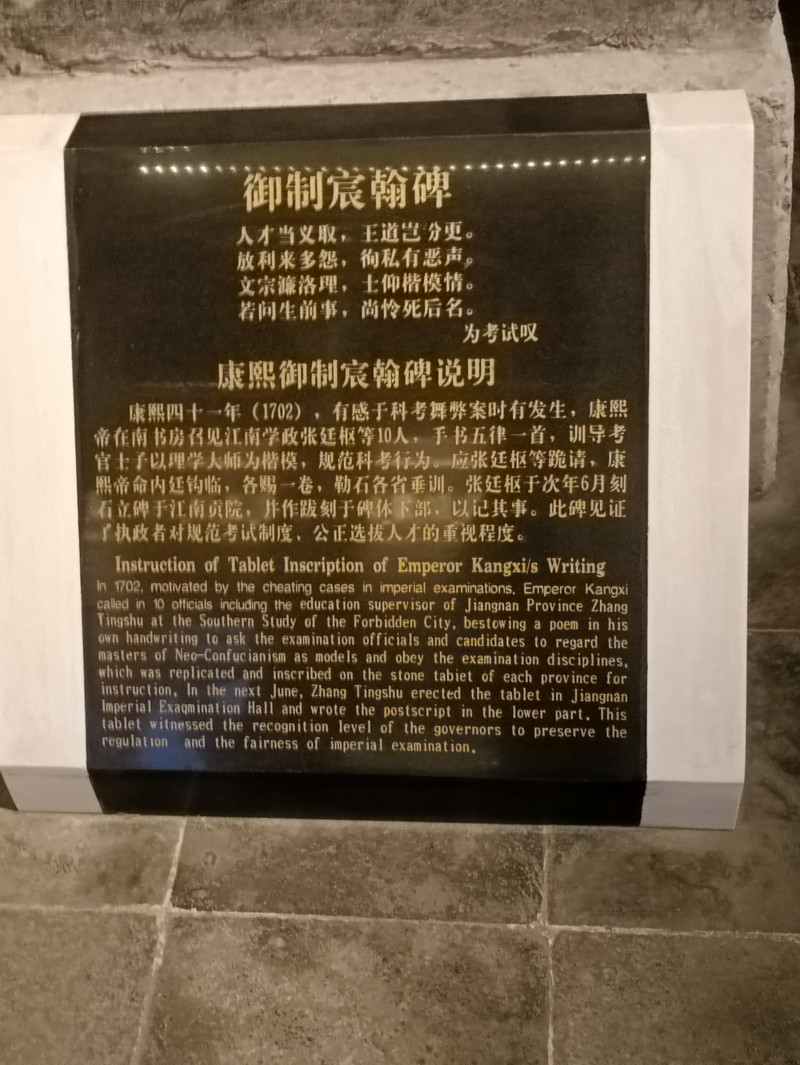 御制宸翰碑
人才当义取，王道岂分更。
放利来多怨，徇私有恶声。
文宗濂洛理，士仰楷模情。
若问生前事，尚怜死后名。
为考试叹
康熙御制宸翰碑说明
康熙四十一年（1702），有感于科考舞弊案时有发生，康熙
帝在南书房召见江南学政张廷枢等10人，手书五律一首，训导考
官士子以理学大师为楷模，规范科考行为。应张廷枢等跪请，康
熙帝命内廷钩临，各赐一卷，勒石各省垂训。张廷枢于次年6月刻
石立碑于江南贡院，并作跋刻于碑体下部，以记其事。此碑见证
了执政者对规范考试制度、公正选拔人才的重视程度。
Instruction of Tablet Inscription of Emperor Kangxi/s Writing
In 1702, motivated by the cheating cases in imperial examinations, Emperor Kangxi
called in 10 officials including the education supervisor of Jiangnan Province Zhang
Tingshu at the Southern Study of the Forbidden City, bestowing a poem in his
own handwriting to ask the examination officials and candidates to regard the
masters of Neo-Confucianism as models and obey the examination disciplines,
which was replicated and inscribed on the stone tabiet of each province for
instruction. In the next June, Zhang Tingshu erected the tablet in Jiangnan
Imperial Exaqmination Hall and wrote the postscript in the lower part. This
tablet witnessed the recognition level of the governors to preserve the
regulation and the fairness of imperial examination.